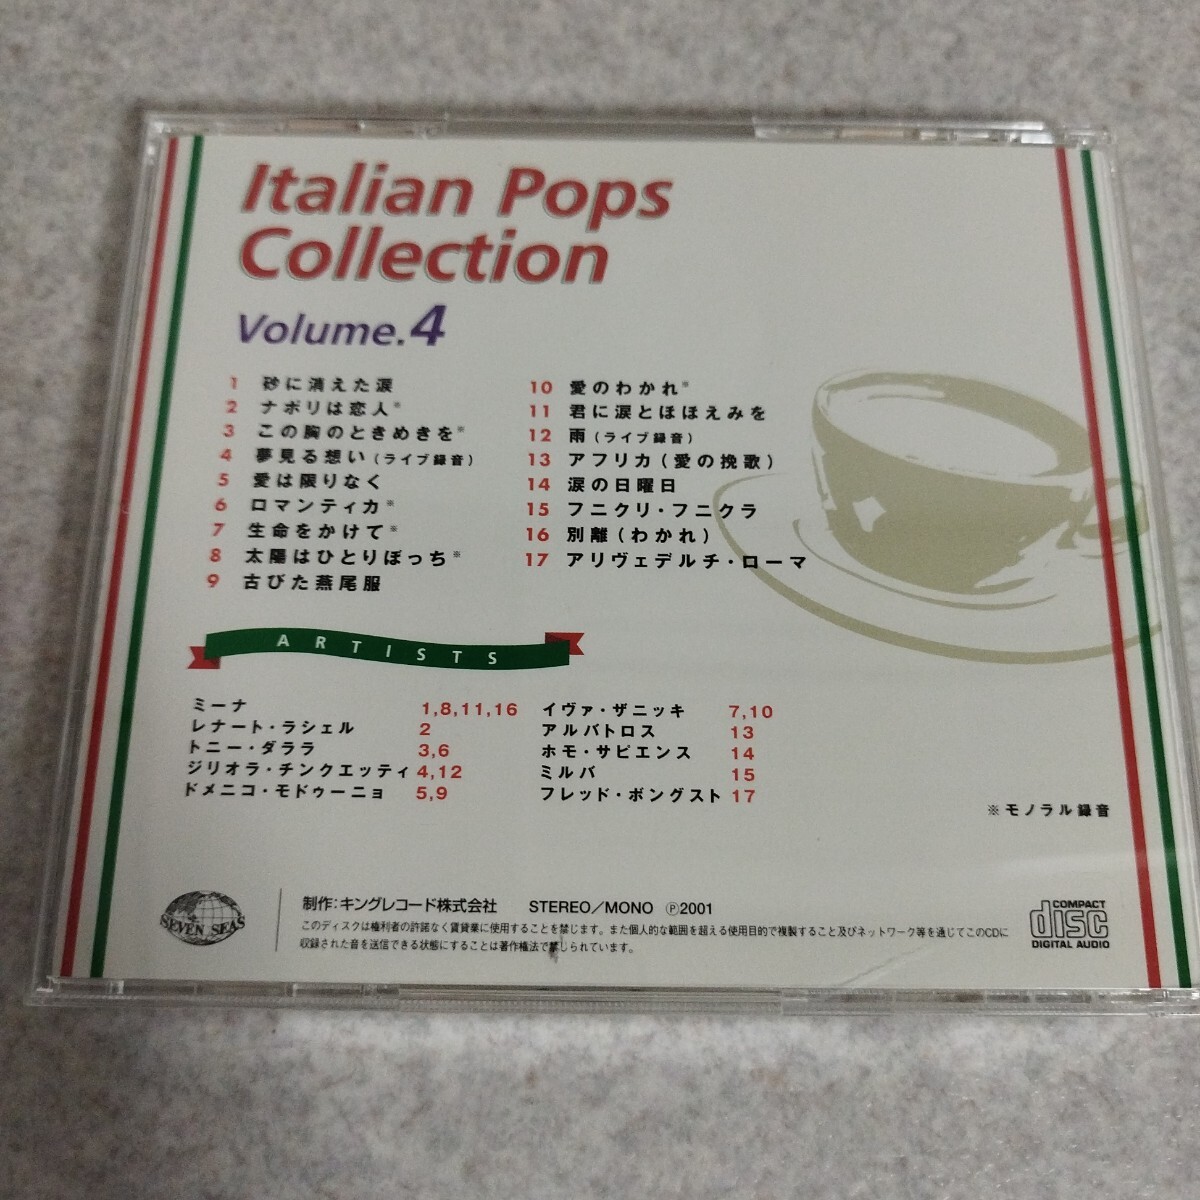 Italian Pops
Collection
Volume.4
1 砂に消えた涙
2 ナポリは恋人※
3 この胸のときめきを※
4 夢見る想い(ライブ録音)
5 愛は限りなく
6 ロマンティカ※
7 生命をかけて※
8 太陽はひとりぼっち※
9 古びた燕尾服
10 愛のわかれ※
11 君に涙とほほえみを
12 雨(ライブ録音)
13 アフリカ(愛の挽歌)
14 涙の日曜日
15 フニクリ・フニクラ
16 別離(わかれ)
17 アリヴェデルチ・ローマ
ARTISTS
ミーナ 1,8,11,16
レナート・ラシェル 2
トニー・ダララ 3,6
ジリオラ・チンクエッティ 4,12
ドメニコ・モドゥーニョ 5,9
イヴァ・ザニッキ 7,10
アルバトロス 13
ホモ・サピエンス 14
ミルバ 15
フレッド・ボングスト 17
※モノラル録音
SEVEN SEAS
制作:キングレコード株式会社 STEREO/MONO Ⓟ2001
このディスクは権利者の許諾なく賃貸業に使用することを禁じます。また個人的な範囲を超える使用目的で複製すること及びネットワーク等を通じてこのCDに
収録された音を送信できる状態にすることは著作権法で禁じられています。
COMPACT
disc
DIGITAL AUDIO